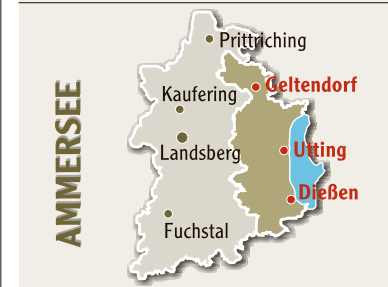 Prittriching
Geltendorf
Kaufering
AMMERSEE
Utting
Landsberg
Dießen
Fuchstal